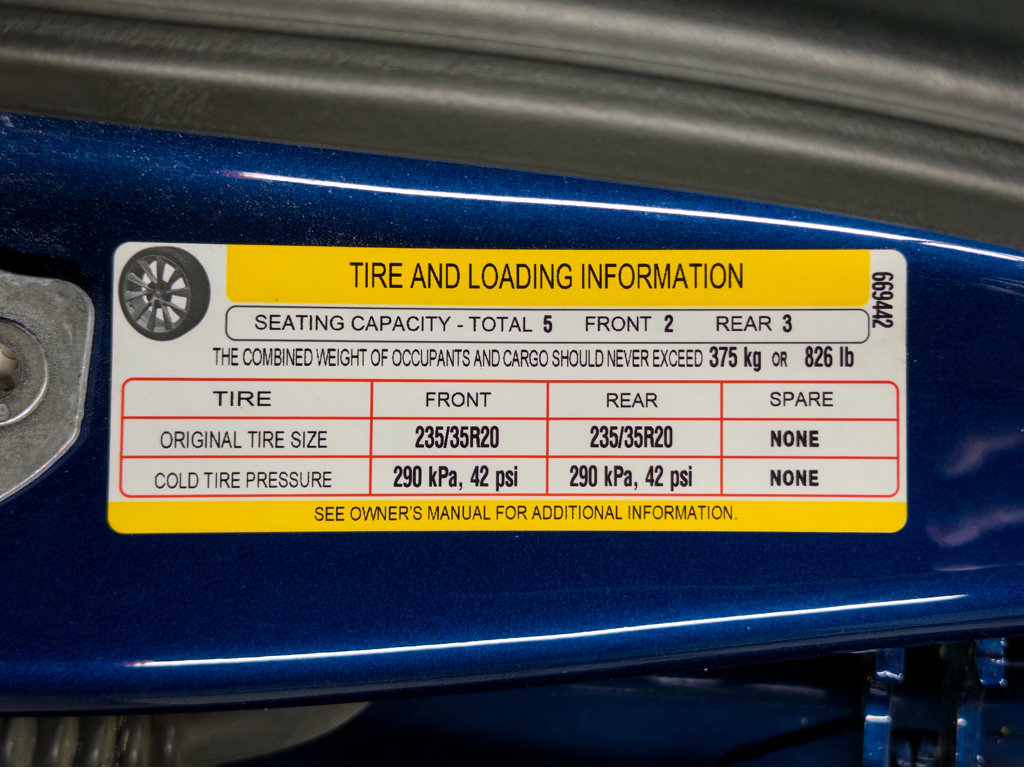 TIRE AND LOADING INFORMATION
669442
SEATING CAPACITY - TOTAL 5 FRONT 2 REAR 3
THE COMBINED WEIGHT OF OCCUPANTS AND CARGO SHOULD NEVER EXCEED 375 kg OR 826 lb
TIRE FRONT REAR SPARE
ORIGINAL TIRE SIZE 235/35R20 235/35R20 NONE
COLD TIRE PRESSURE 290 kPa, 42 psi 290 kPa, 42 psi NONE
SEE OWNER'S MANUAL FOR ADDITIONAL INFORMATION.